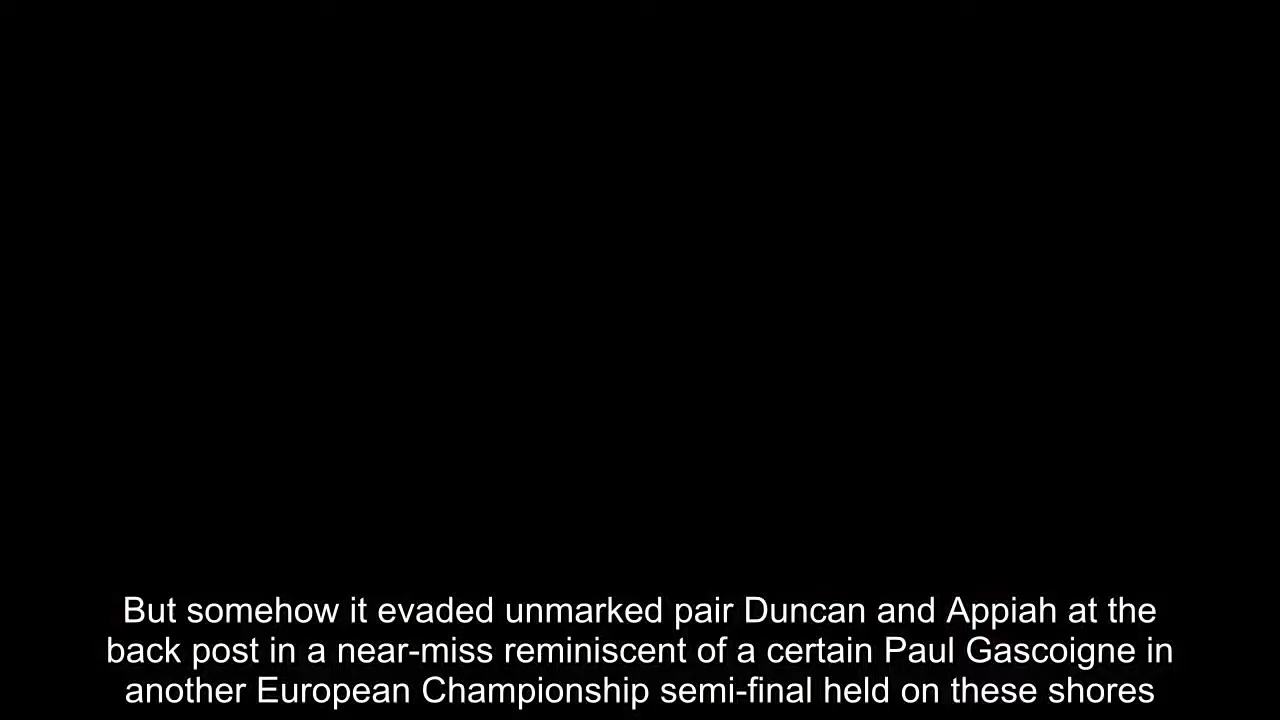 But somehow it evaded unmarked pair Duncan and Appiah at the
back post in a near-miss reminiscent of a certain Paul Gascoigne in
another European Championship semi-final held on these shores